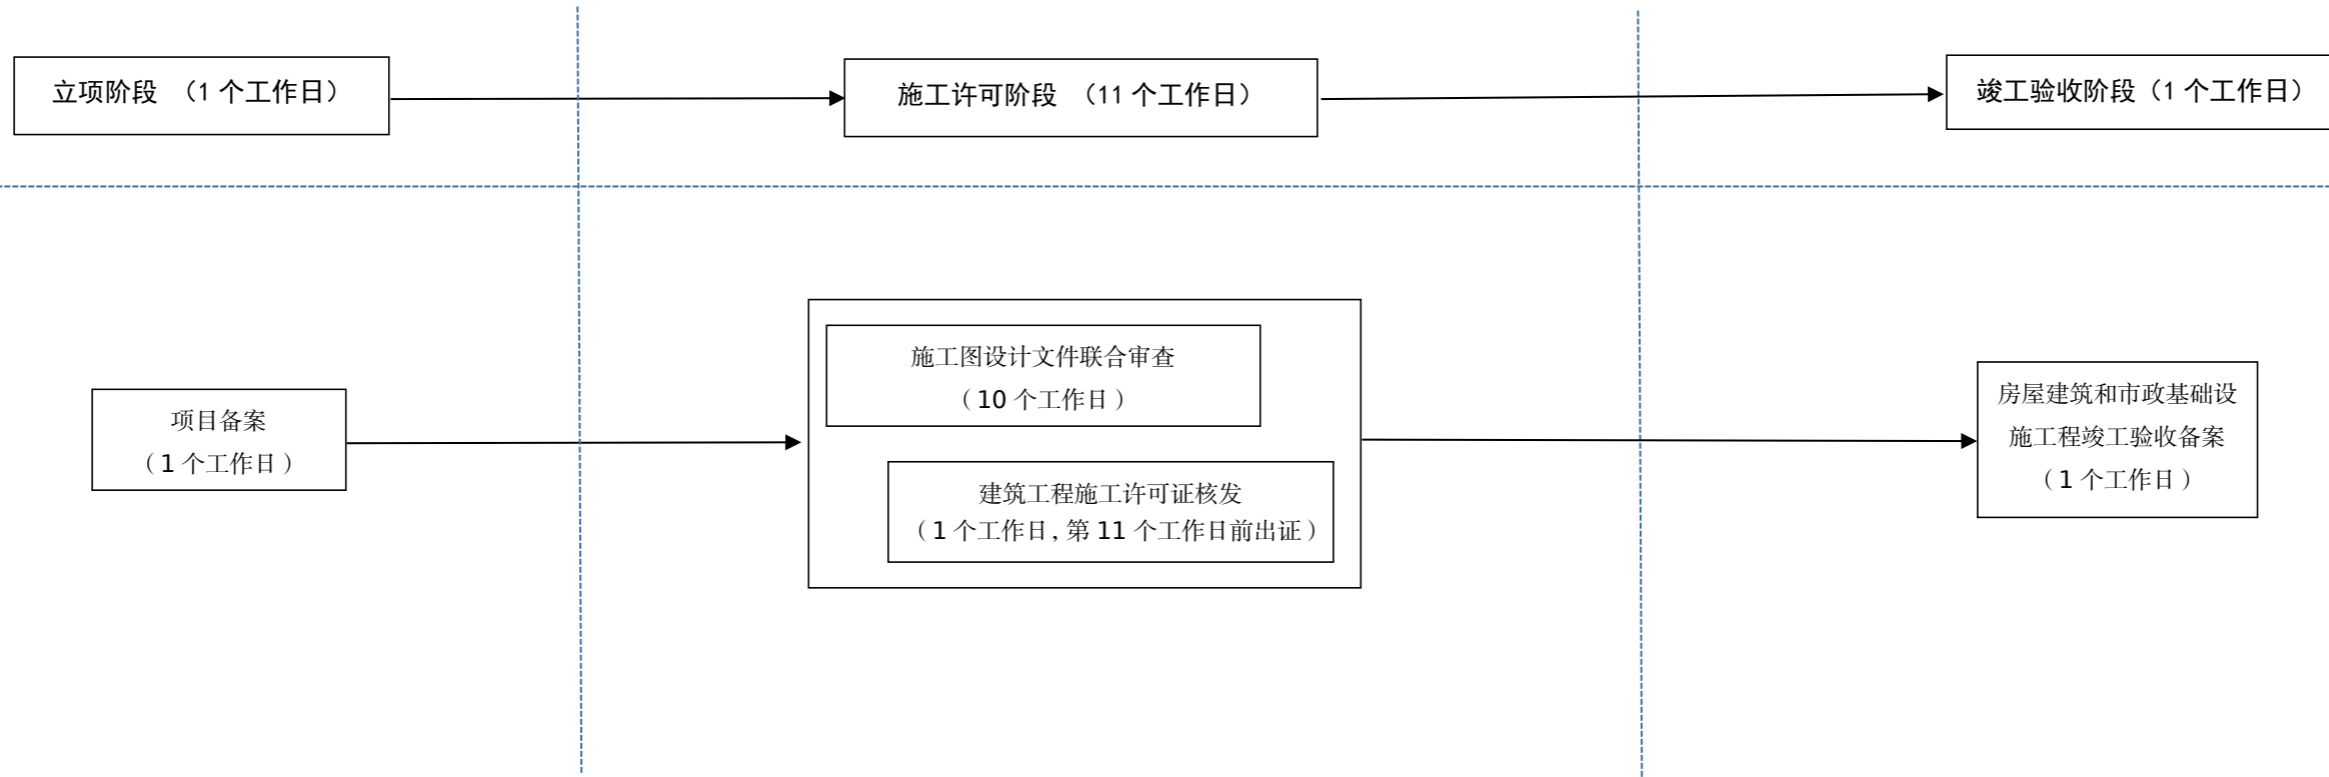 立项阶段 （1 个工作日）
施工许可阶段 （11 个工作日）
竣工验收阶段（1 个工作日）
项目备案
（1 个工作日）
施工图设计文件联合审查
（10 个工作日）
建筑工程施工许可证核发
（1 个工作日, 第 11 个工作日前出证）
房屋建筑和市政基础设
施工程竣工验收备案
（1 个工作日）